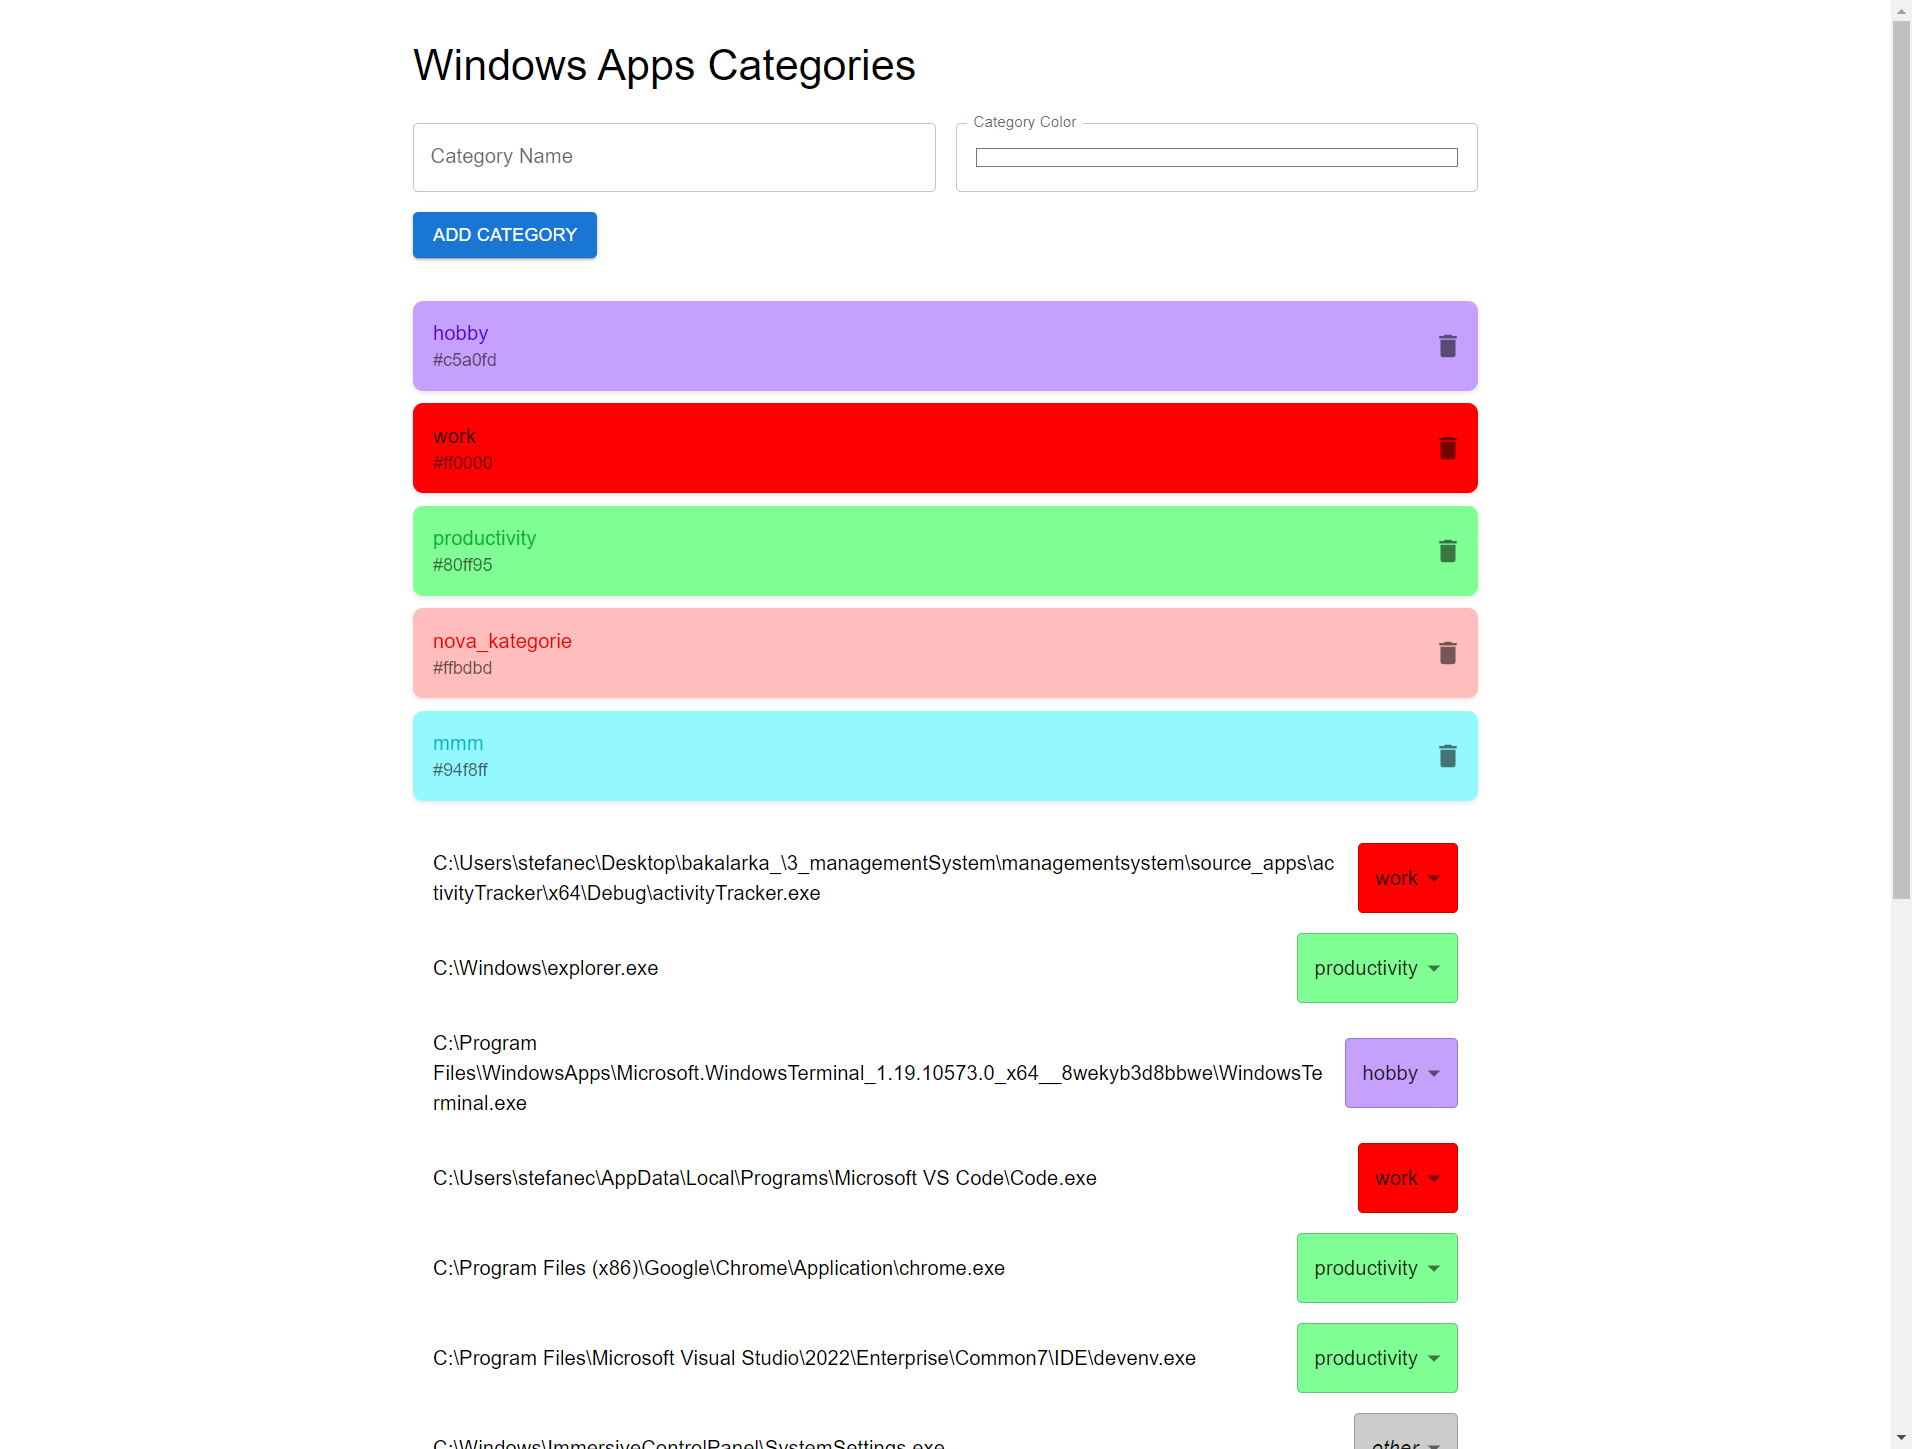 Windows Apps Categories
Category Name
Category Color
ADD CATEGORY
hobby
#c5a0fd
work
#ff0000
productivity
#80ff95
nova_kategorie
#ffbdbd
mmm
#94f8ff
C:\Users\stefanec\Desktop\bakalarka_\3_managementSystem\managementsystem\source_apps\ac
tivityTracker\x64\Debug\activityTracker.exe
work
C:\Windows\explorer.exe
productivity
C:\Program
Files\WindowsApps\Microsoft.WindowsTerminal_1.19.10573.0_x64__8wekyb3d8bbwe\WindowsTe
rminal.exe
hobby
C:\Users\stefanec\AppData\Local\Programs\Microsoft VS Code\Code.exe
work
C:\Program Files (x86)\Google\Chrome\Application\chrome.exe
productivity
C:\Program Files\Microsoft Visual Studio\2022\Enterprise\Common7\IDE\devenv.exe
productivity
C:\Windows\ImmersiveControlPanel\SystemSettings.exe
other